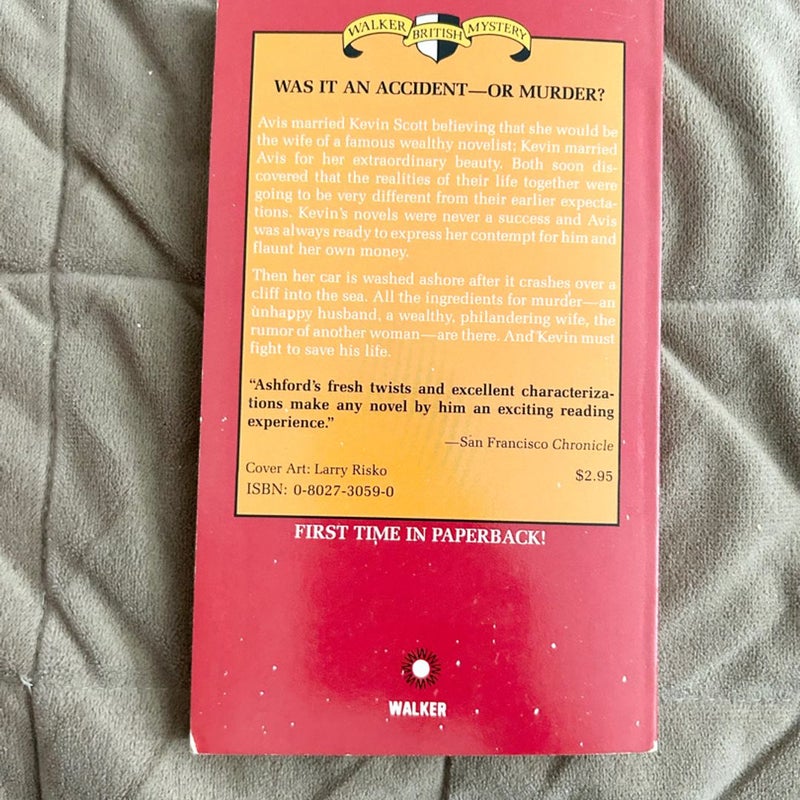 WALKER BRITISH MYSTERY
WAS IT AN ACCIDENT—OR MURDER?
Avis married Kevin Scott believing that she would be
the wife of a famous wealthy novelist; Kevin married
Avis for her extraordinary beauty. Both soon dis-
covered that the realities of their life together were
going to be very different from their earlier expecta-
tions. Kevin's novels were never a success and Avis
was always ready to express her contempt for him and
flaunt her own money.
Then her car is washed ashore after it crashes over a
cliff into the sea. All the ingredients for murder—an
unhappy husband, a wealthy, philandering wife, the
rumor of another woman—are there. And Kevin must
fight to save his life.
“Ashford's fresh twists and excellent characteriza-
tions make any novel by him an exciting reading
experience.”
—San Francisco Chronicle
Cover Art: Larry Risko
$2.95
ISBN: 0-8027-3059-0
FIRST TIME IN PAPERBACK!
WALKER